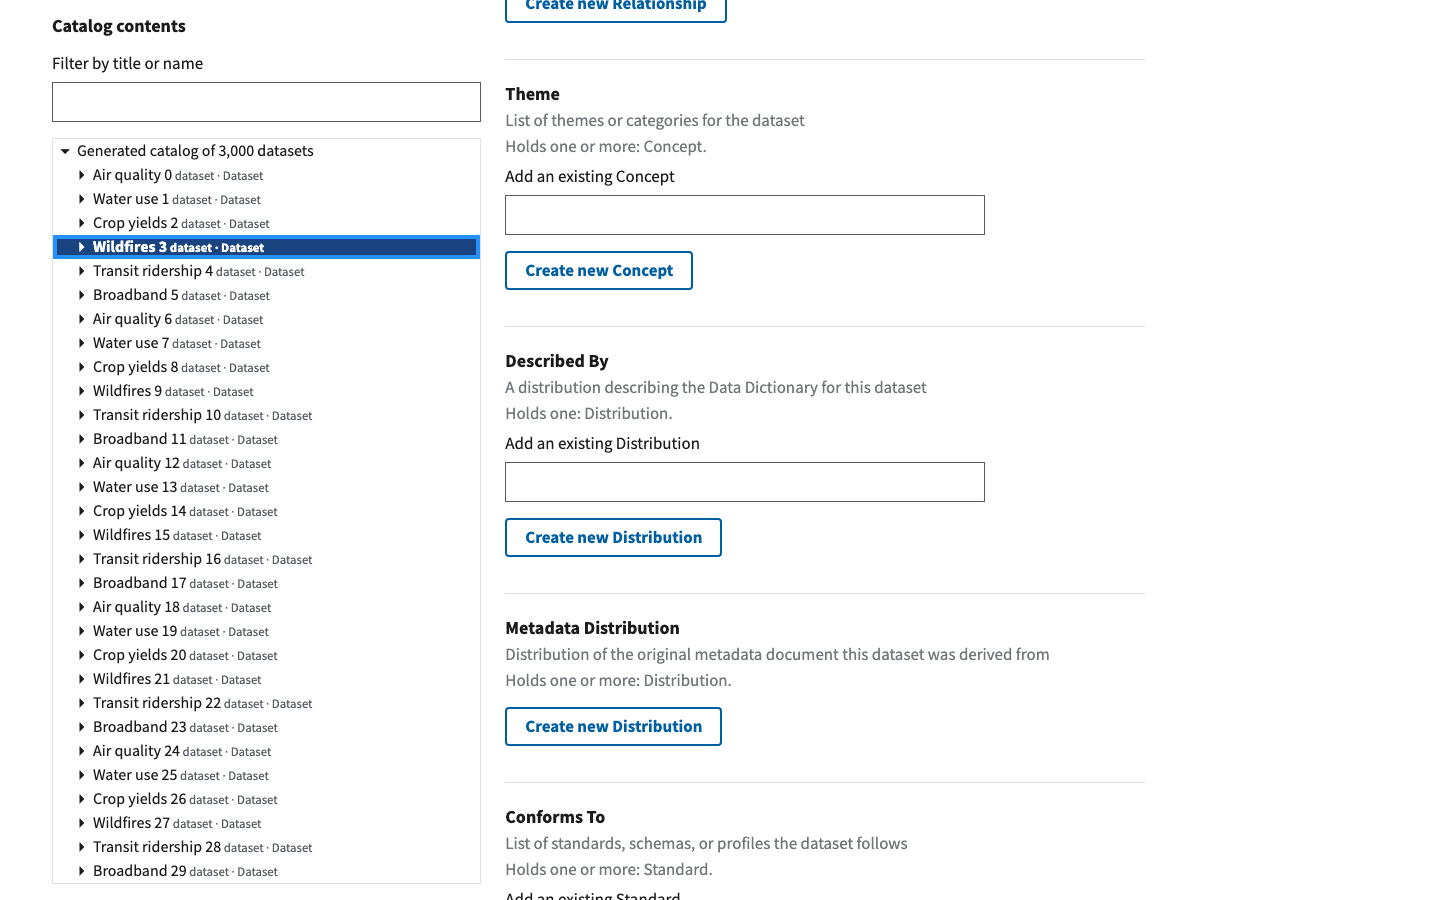 Catalog contents
Filter by title or name
Generated catalog of 3,000 datasets
Air quality 0 dataset · Dataset
Water use 1 dataset · Dataset
Crop yields 2 dataset · Dataset
Wildfires 3 dataset · Dataset
Transit ridership 4 dataset · Dataset
Broadband 5 dataset · Dataset
Air quality 6 dataset · Dataset
Water use 7 dataset · Dataset
Crop yields 8 dataset · Dataset
Wildfires 9 dataset · Dataset
Transit ridership 10 dataset · Dataset
Broadband 11 dataset · Dataset
Air quality 12 dataset · Dataset
Water use 13 dataset · Dataset
Crop yields 14 dataset · Dataset
Wildfires 15 dataset · Dataset
Transit ridership 16 dataset · Dataset
Broadband 17 dataset · Dataset
Air quality 18 dataset · Dataset
Water use 19 dataset · Dataset
Crop yields 20 dataset · Dataset
Wildfires 21 dataset · Dataset
Transit ridership 22 dataset · Dataset
Broadband 23 dataset · Dataset
Air quality 24 dataset · Dataset
Water use 25 dataset · Dataset
Crop yields 26 dataset · Dataset
Wildfires 27 dataset · Dataset
Transit ridership 28 dataset · Dataset
Broadband 29 dataset · Dataset
Create new Relationship
Theme
List of themes or categories for the dataset
Holds one or more: Concept.
Add an existing Concept
Create new Concept
Described By
A distribution describing the Data Dictionary for this dataset
Holds one: Distribution.
Add an existing Distribution
Create new Distribution
Metadata Distribution
Distribution of the original metadata document this dataset was derived from
Holds one or more: Distribution.
Create new Distribution
Conforms To
List of standards, schemas, or profiles the dataset follows
Holds one or more: Standard.
Add an existing Standard